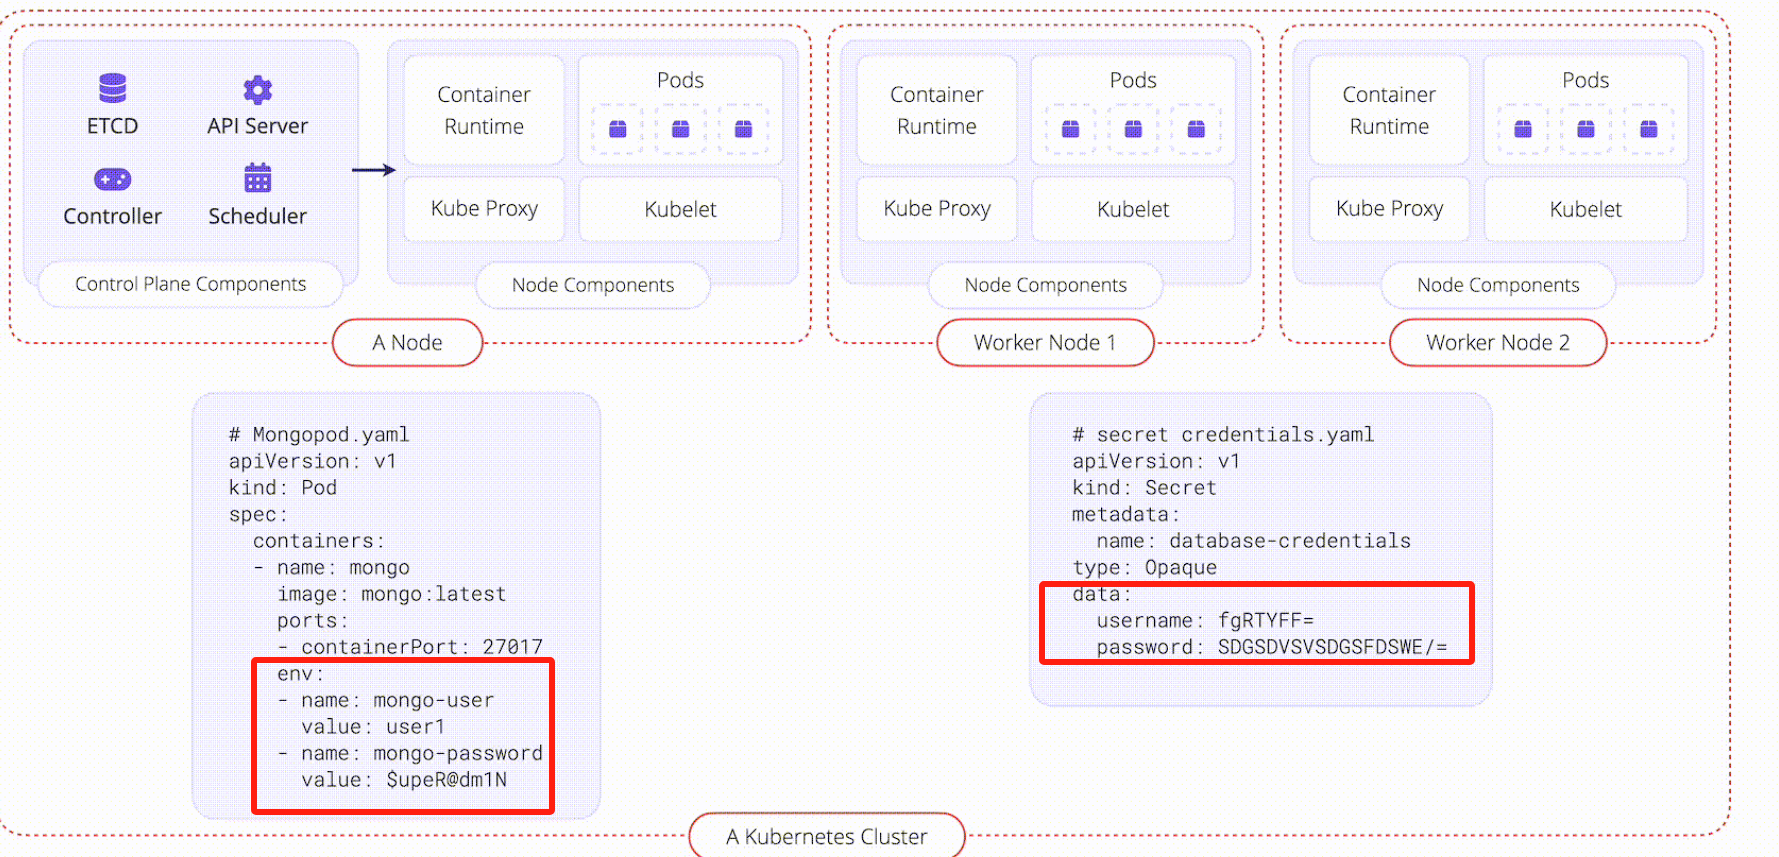 ETCD
API Server
Controller
Scheduler
Control Plane Components
Container
Runtime
Pods
Kube Proxy
Kubelet
Node Components
A Node
Container
Runtime
Pods
Kube Proxy
Kubelet
Node Components
Worker Node 1
Container
Runtime
Pods
Kube Proxy
Kubelet
Node Components
Worker Node 2
# Mongopod.yaml
apiVersion: v1
kind: Pod
spec:
  containers:
  - name: mongo
    image: mongo:latest
    ports:
    - containerPort: 27017
    env:
    - name: mongo-user
      value: user1
    - name: mongo-password
      value: $upeR@dm1N
# secret credentials.yaml
apiVersion: v1
kind: Secret
metadata:
  name: database-credentials
type: Opaque
data:
  username: fgRTYFF=
  password: SDGSDVSVSDGSFDSWE/=
A Kubernetes Cluster